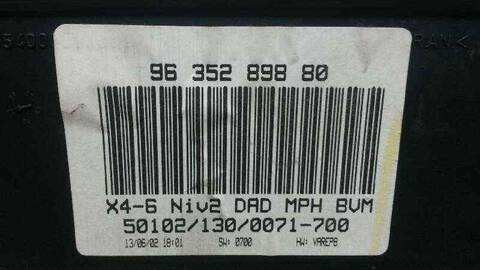 96 352 898 80
X4-6 Niv2 DAD MPH BVM
50102/130/0071-700
13/06/02 18:01 SW: 0700 HW: VAREP8